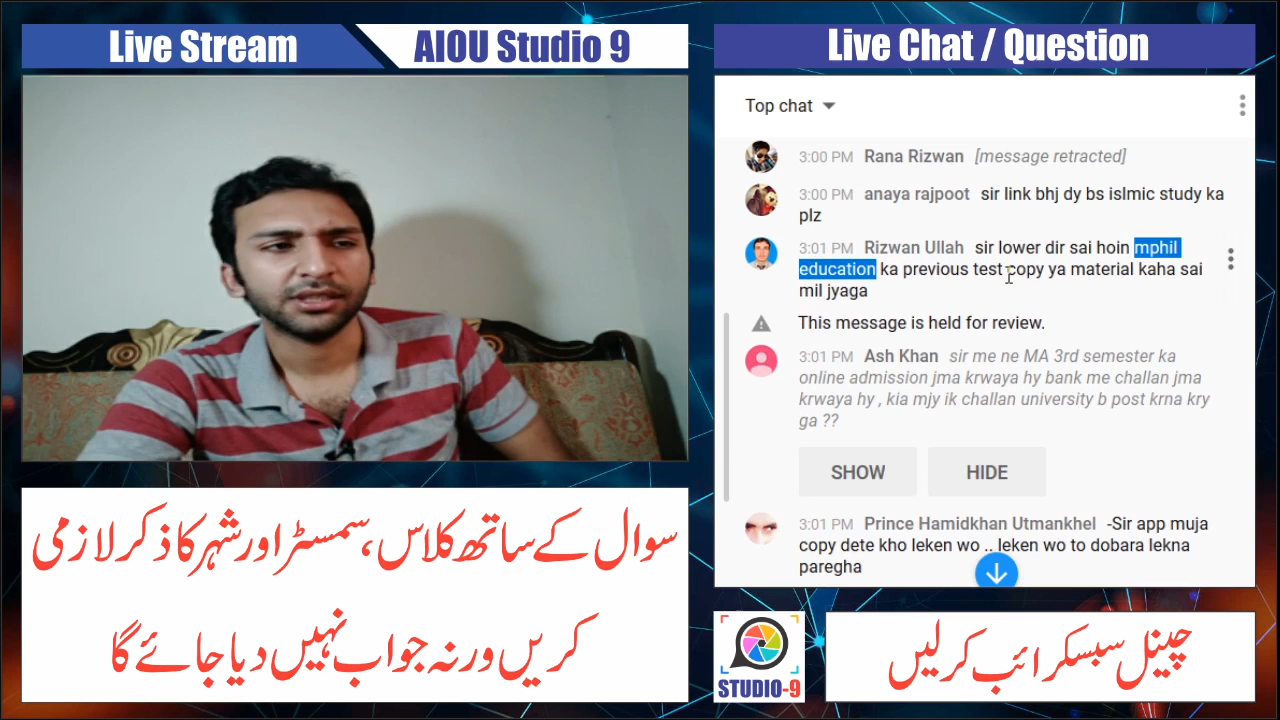 Live Stream
AIOU Studio 9
Live Chat / Question
Top chat
3:00 PM Rana Rizwan [message retracted]
3:00 PM anaya rajpoot sir link bhj dy bs islmic study ka
plz
3:01 PM Rizwan Ullah sir lower dir sai hoin mphil
education ka previous test copy ya material kaha sai
mil jyaga
This message is held for review.
3:01 PM Ash Khan sir me ne MA 3rd semester ka
online admission jma krwaya hy bank me challan jma
krwaya hy , kia mjy ik challan university b post krna kry
ga ??
SHOW HIDE
3:01 PM Prince Hamidkhan Utmankhel -Sir app muja
copy dete kho leken wo .. leken wo to dobara lekna
paregha
سوال کے ساتھ کلاس، سمسٹر اور شہر کا ذکر لازمی
کریں ورنہ جواب نہیں دیا جائے گا
STUDIO-9
چینل سبسکرائب کرلیں